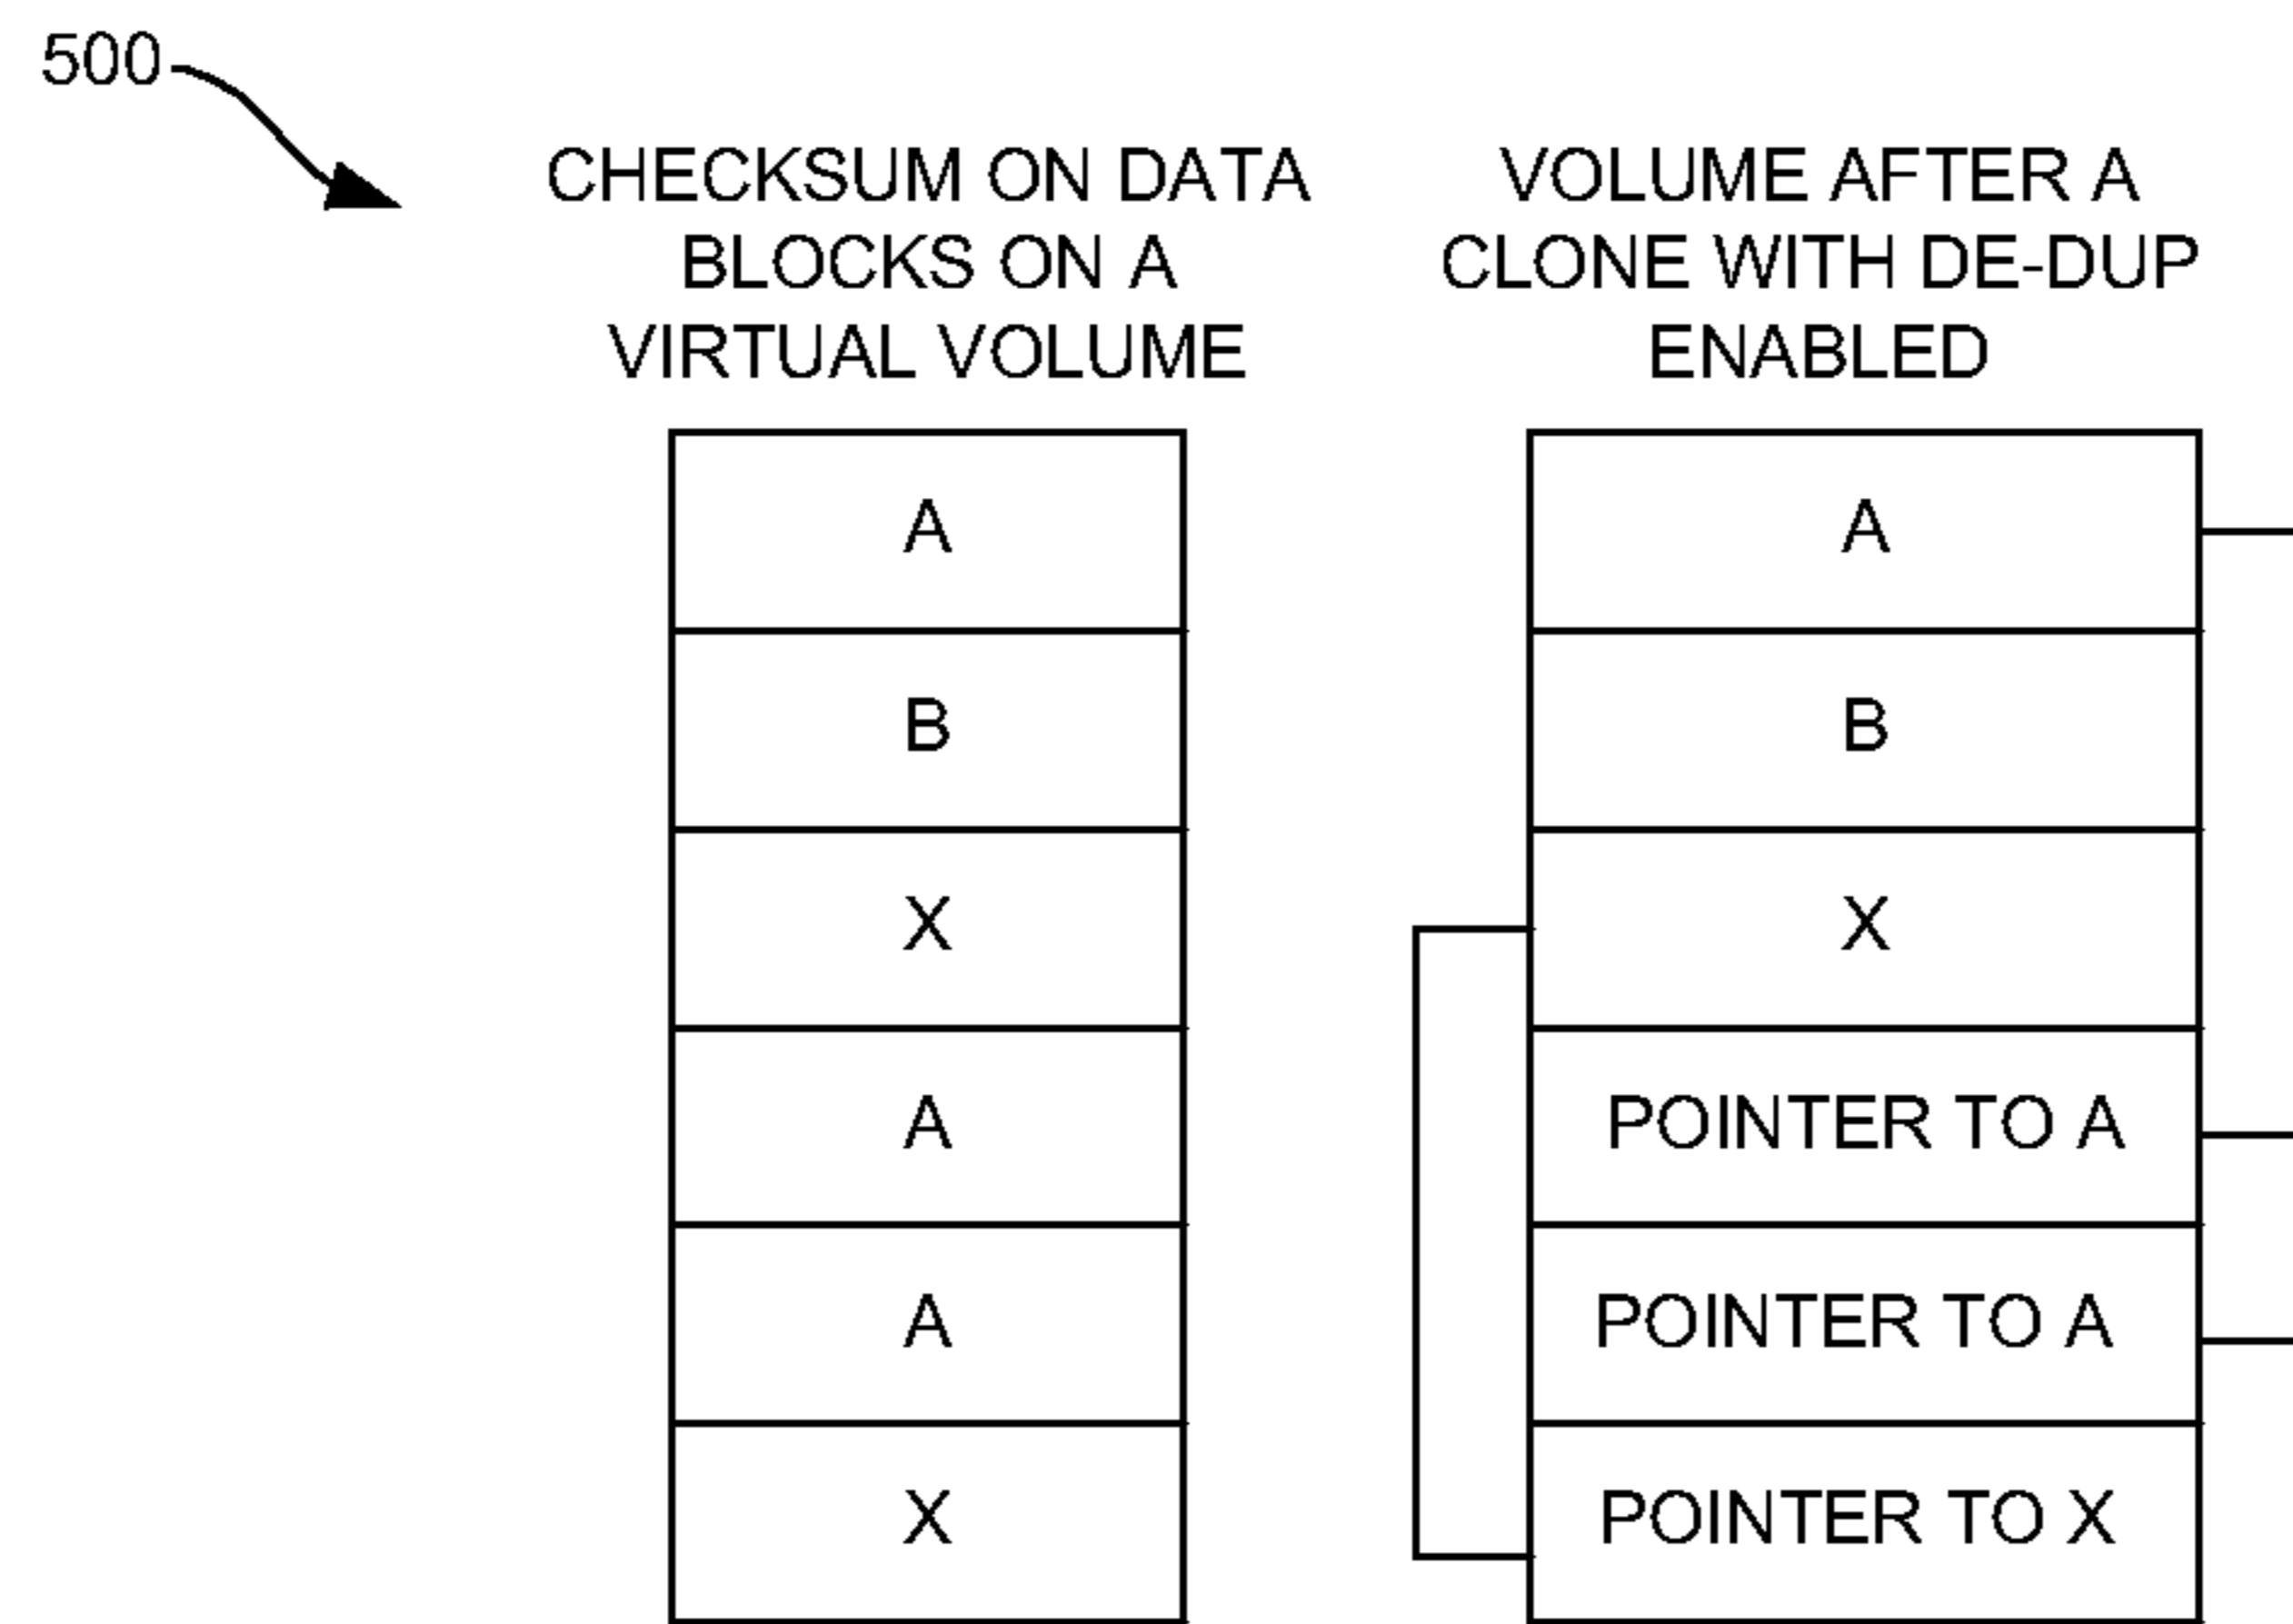 500
CHECKSUM ON DATA
BLOCKS ON A
VIRTUAL VOLUME
A
B
X
A
A
X
VOLUME AFTER A
CLONE WITH DE-DUP
ENABLED
A
B
X
POINTER TO A
POINTER TO A
POINTER TO X